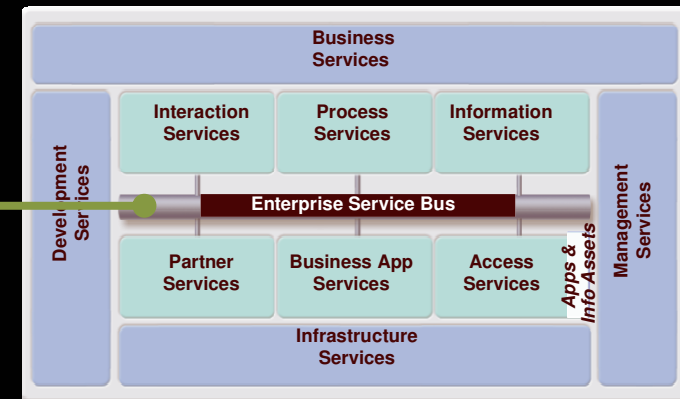 Business
Services
Interaction
Services
Process
Services
Information
Services
Development
Services
Enterprise Service Bus
Management
Services
Partner
Services
Business App
Services
Access
Services
Apps &
Info Assets
Infrastructure
Services